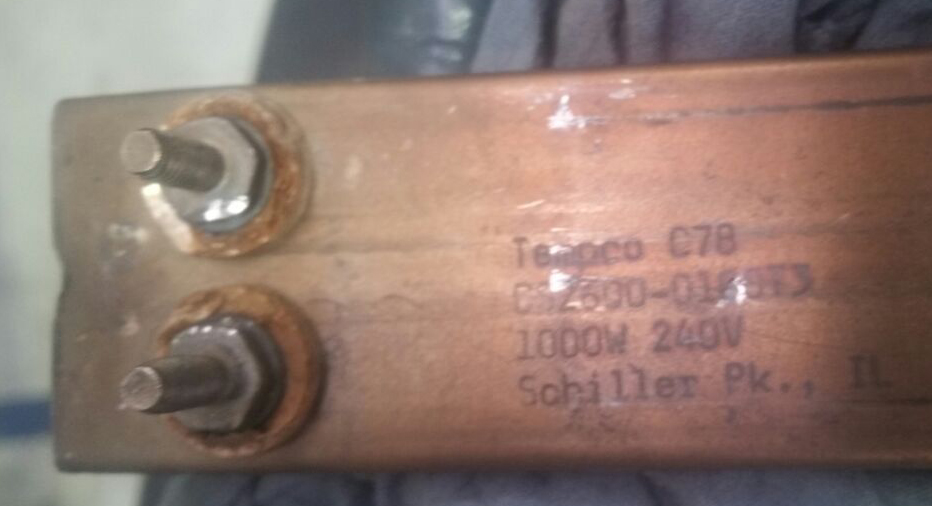 Tempco C78
1000W 240V
Schiller Pk., IL